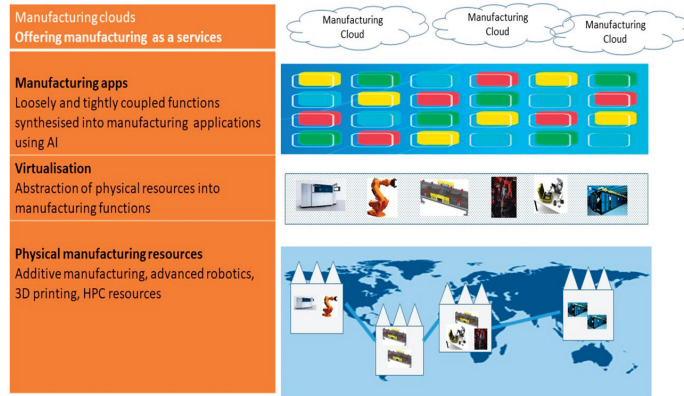 Manufacturing clouds
Offering manufacturing as a services
Manufacturing
Cloud
Manufacturing
Cloud
Manufacturing
Cloud
Manufacturing apps
Loosely and tightly coupled functions
synthesised into manufacturing applications
using AI
Virtualisation
Abstraction of physical resources into
manufacturing functions
Physical manufacturing resources
Additive manufacturing, advanced robotics,
3D printing, HPC resources